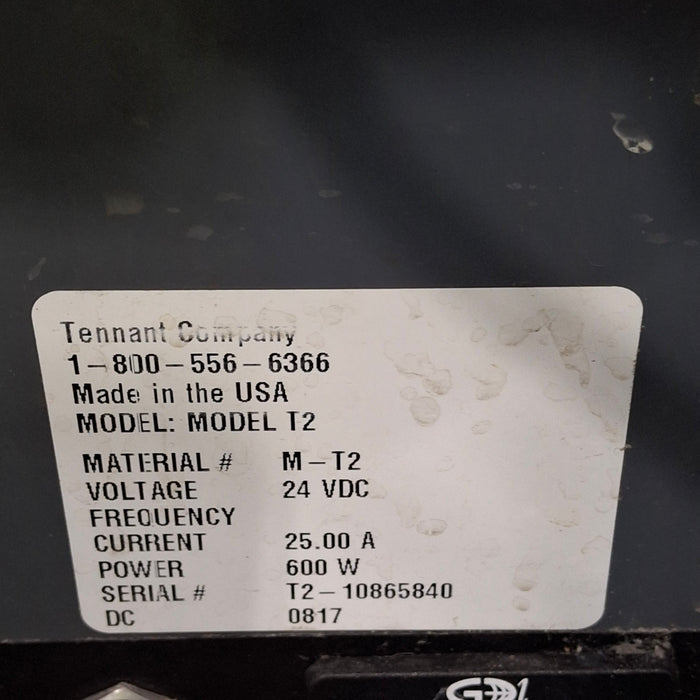 Tennant Company
1-800-556-6366
Made in the USA
MODEL: MODEL T2
MATERIAL # M-T2
VOLTAGE 24 VDC
FREQUENCY
CURRENT 25.00 A
POWER 600 W
SERIAL # T2-10865840
DC 0817